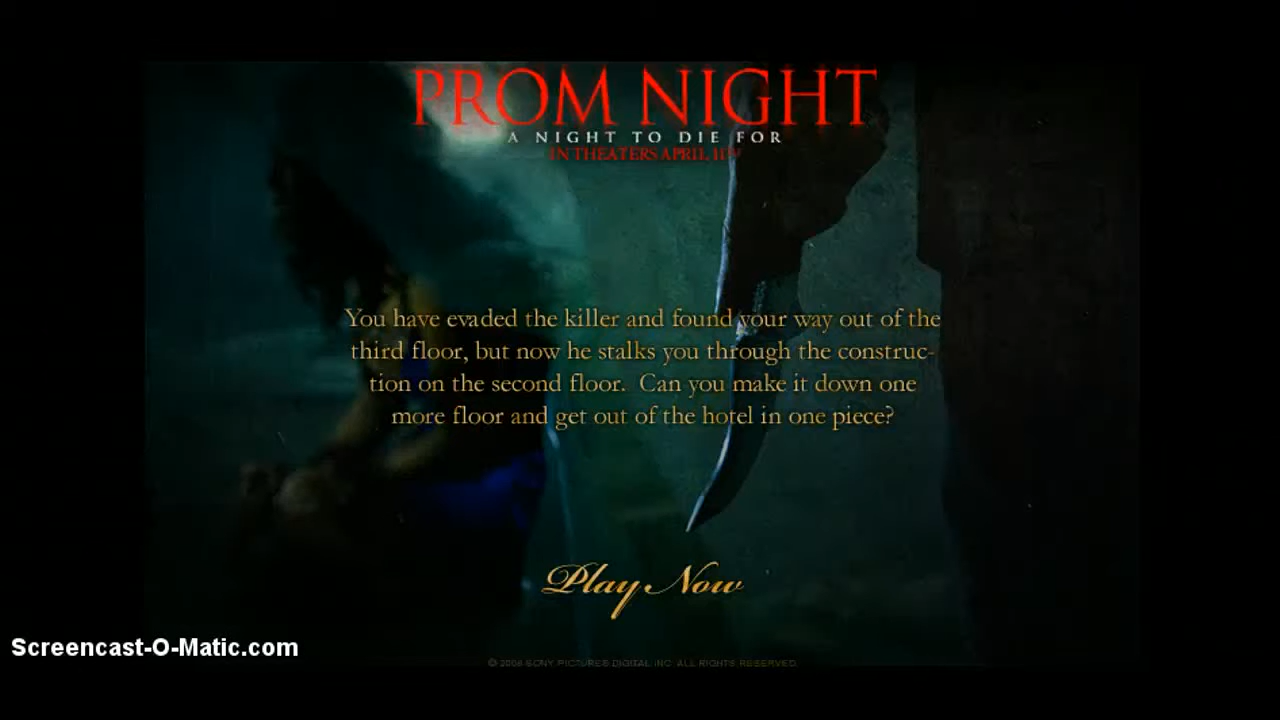 PROM NIGHT
A NIGHT TO DIE FOR
IN THEATERS APRIL 11TH
You have evaded the killer and found your way out of the
third floor, but now he stalks you through the construc-
tion on the second floor.  Can you make it down one
more floor and get out of the hotel in one piece?
Play Now
Screencast-O-Matic.com
© 2008 SONY PICTURES DIGITAL INC. ALL RIGHTS RESERVED.